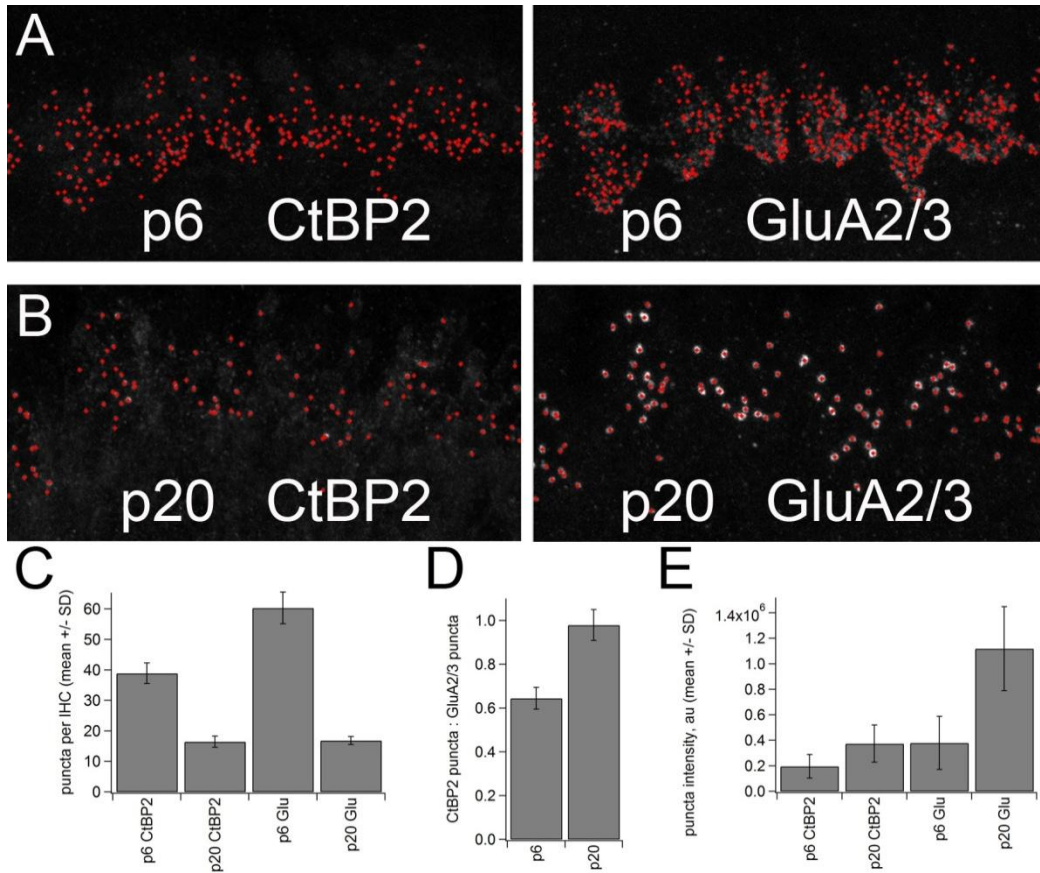 A
p6 CtBP2
p6 GluA2/3
B
p20 CtBP2
p20 GluA2/3
C
puncta per IHC (mean +/- SD)
60
50
40
30
20
10
0
p6 CtBP2
p20 CtBP2
p6 Glu
p20 Glu
D
CtBP2 puncta : GluA2/3 puncta
1.0
0.8
0.6
0.4
0.2
0.0
p6
p20
E
puncta intensity, au (mean +/- SD)
1.4x10⁶
1.2
1.0
0.8
0.6
0.4
0.2
0.0
p6 CtBP2
p20 CtBP2
p6 Glu
p20 Glu